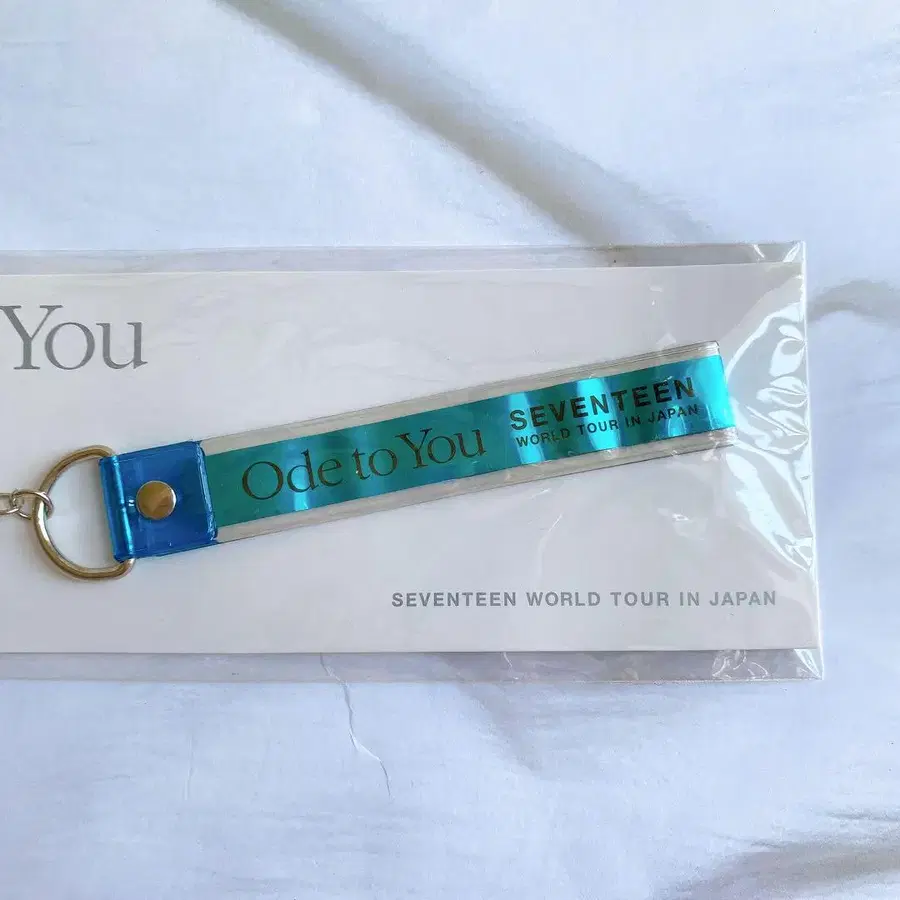 You
Ode to You
SEVENTEEN
WORLD TOUR IN JAPAN
SEVENTEEN WORLD TOUR IN JAPAN